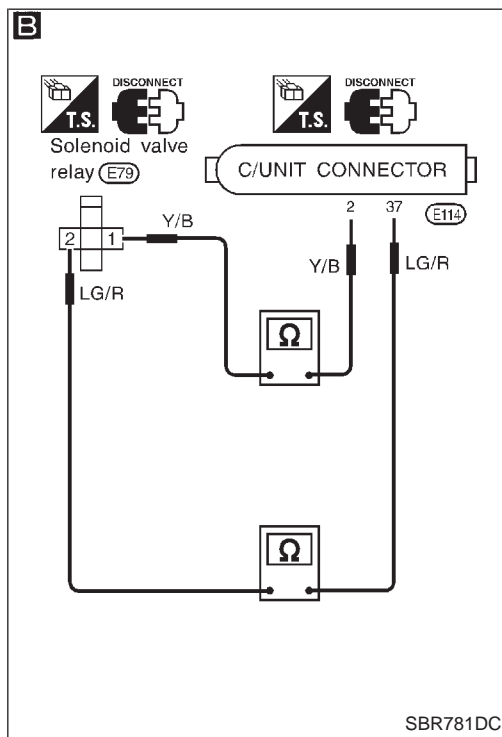 B
DISCONNECT
DISCONNECT
T.S.
T.S.
Solenoid valve
relay E79
C/UNIT CONNECTOR
2 37 E114
2 1 Y/B
Y/B LG/R
LG/R
Ω
Ω
SBR781DC